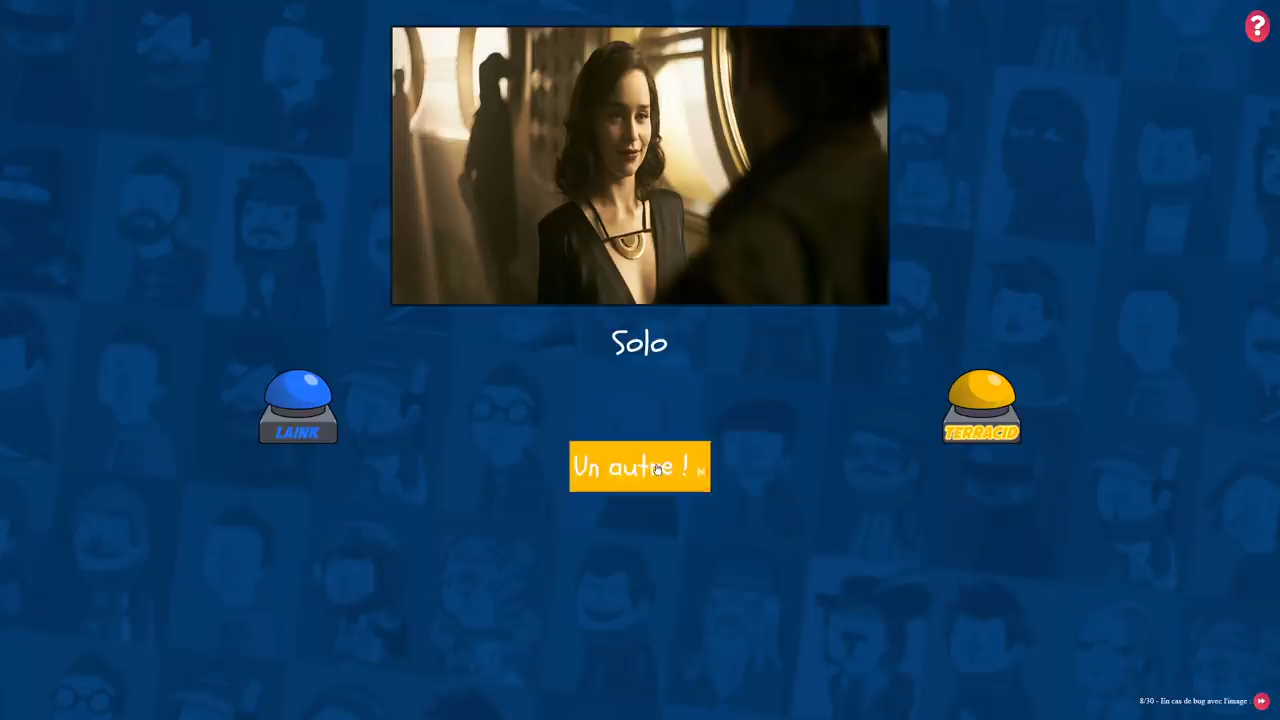 ?
Solo
LAINK
TERRACID
Un autre !
8/30 - En cas de bug avec l'image :